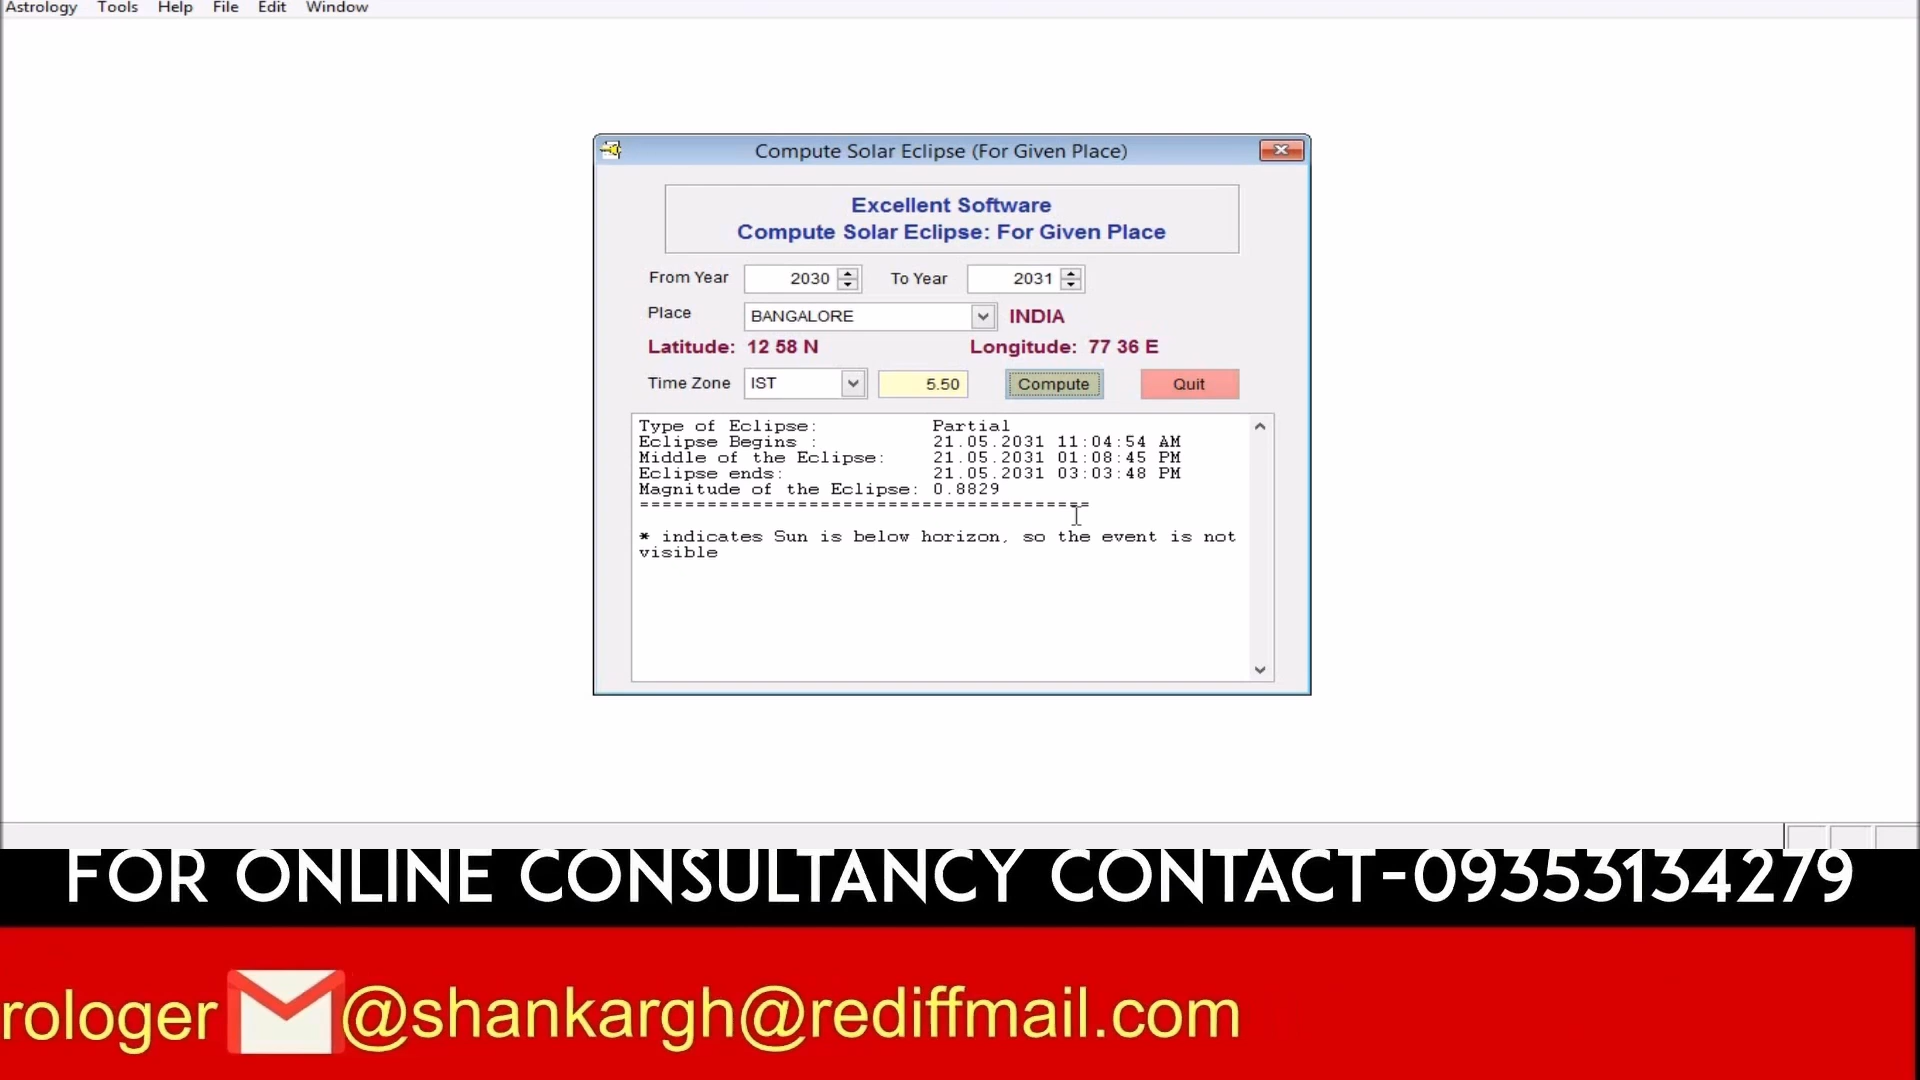 Astrology Tools Help File Edit Window
Compute Solar Eclipse (For Given Place)
Excellent Software
Compute Solar Eclipse: For Given Place
From Year 2030 To Year 2031
Place BANGALORE INDIA
Latitude: 12 58 N Longitude: 77 36 E
Time Zone IST 5.50 Compute Quit
Type of Eclipse: Partial
Eclipse Begins : 21.05.2031 11:04:54 AM
Middle of the Eclipse: 21.05.2031 01:08:45 PM
Eclipse ends: 21.05.2031 03:03:48 PM
Magnitude of the Eclipse: 0.8829
========================================
* indicates Sun is below horizon, so the event is not
visible
FOR ONLINE CONSULTANCY CONTACT-09353134279
rologer @shankargh@rediffmail.com